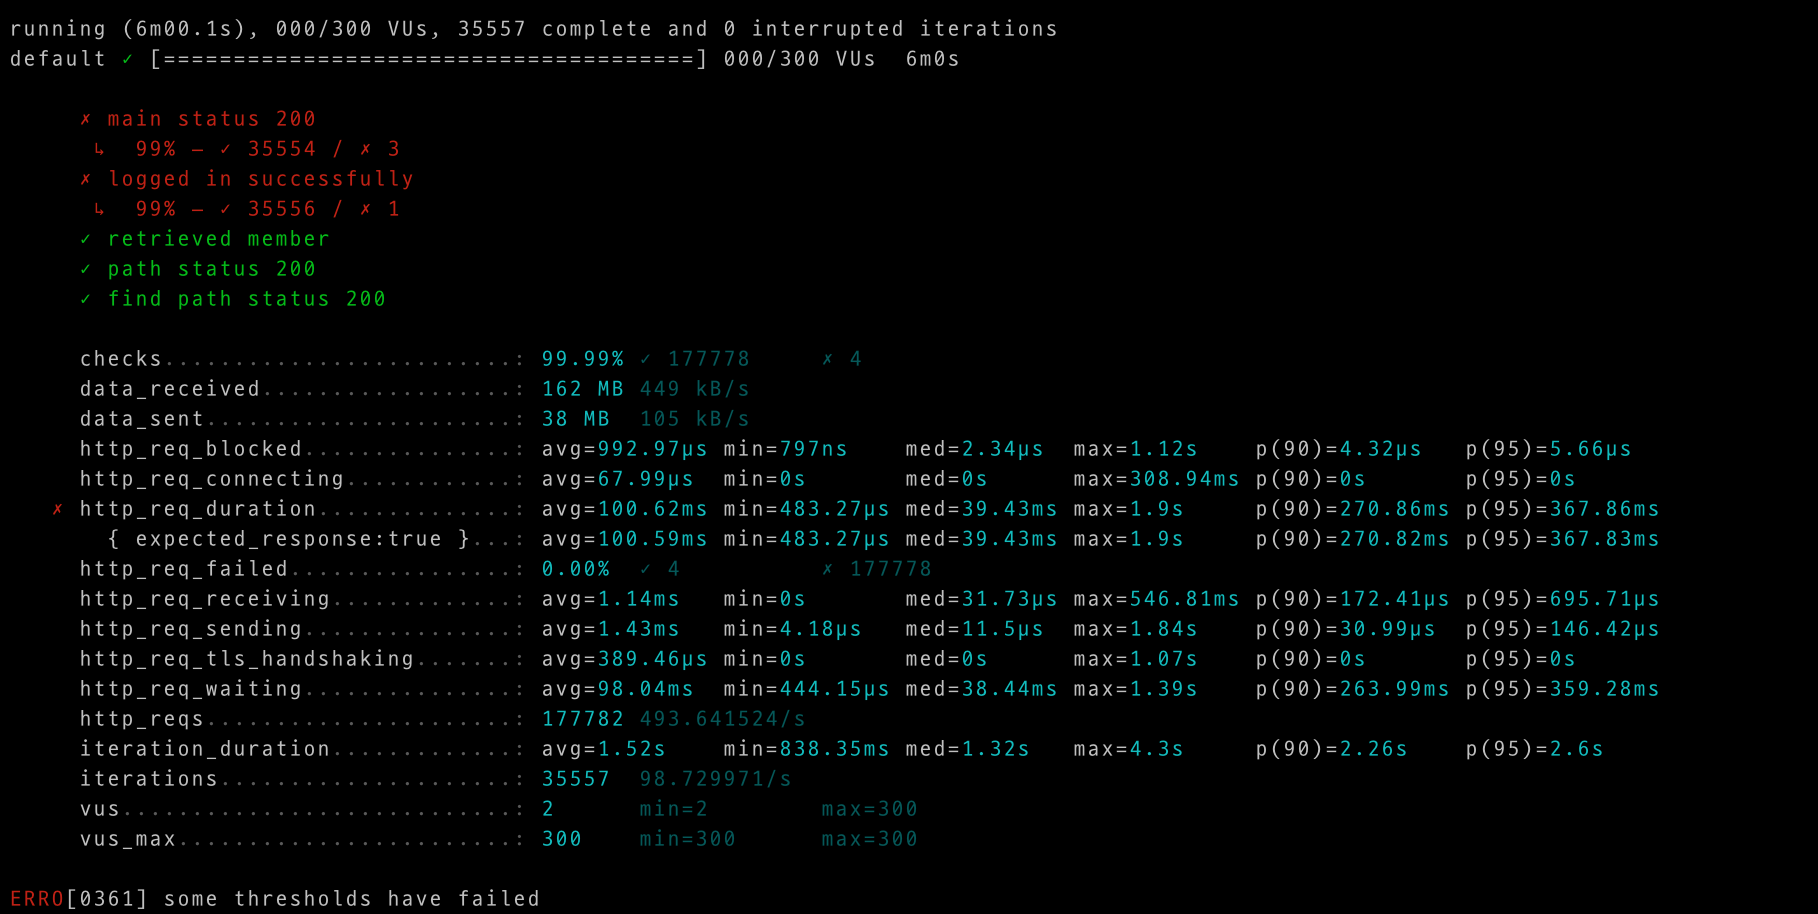 running (6m00.1s), 000/300 VUs, 35557 complete and 0 interrupted iterations
default ✓ [======================================] 000/300 VUs  6m0s
✗ main status 200
↳  99% — ✓ 35554 / ✗ 3
✗ logged in successfully
↳  99% — ✓ 35556 / ✗ 1
✓ retrieved member
✓ path status 200
✓ find path status 200
checks.........................: 99.99% ✓ 177778     ✗ 4
data_received..................: 162 MB 449 kB/s
data_sent......................: 38 MB  105 kB/s
http_req_blocked...............: avg=992.97µs min=797ns    med=2.34µs  max=1.12s    p(90)=4.32µs   p(95)=5.66µs
http_req_connecting............: avg=67.99µs  min=0s       med=0s      max=308.94ms p(90)=0s       p(95)=0s
✗ http_req_duration..............: avg=100.62ms min=483.27µs med=39.43ms max=1.9s     p(90)=270.86ms p(95)=367.86ms
{ expected_response:true }...: avg=100.59ms min=483.27µs med=39.43ms max=1.9s     p(90)=270.82ms p(95)=367.83ms
http_req_failed................: 0.00%  ✓ 4          ✗ 177778
http_req_receiving.............: avg=1.14ms   min=0s       med=31.73µs max=546.81ms p(90)=172.41µs p(95)=695.71µs
http_req_sending...............: avg=1.43ms   min=4.18µs   med=11.5µs  max=1.84s    p(90)=30.99µs  p(95)=146.42µs
http_req_tls_handshaking.......: avg=389.46µs min=0s       med=0s      max=1.07s    p(90)=0s       p(95)=0s
http_req_waiting...............: avg=98.04ms  min=444.15µs med=38.44ms max=1.39s    p(90)=263.99ms p(95)=359.28ms
http_reqs......................: 177782 493.641524/s
iteration_duration.............: avg=1.52s    min=838.35ms med=1.32s   max=4.3s     p(90)=2.26s    p(95)=2.6s
iterations.....................: 35557  98.729971/s
vus............................: 2      min=2        max=300
vus_max........................: 300    min=300      max=300
ERRO[0361] some thresholds have failed